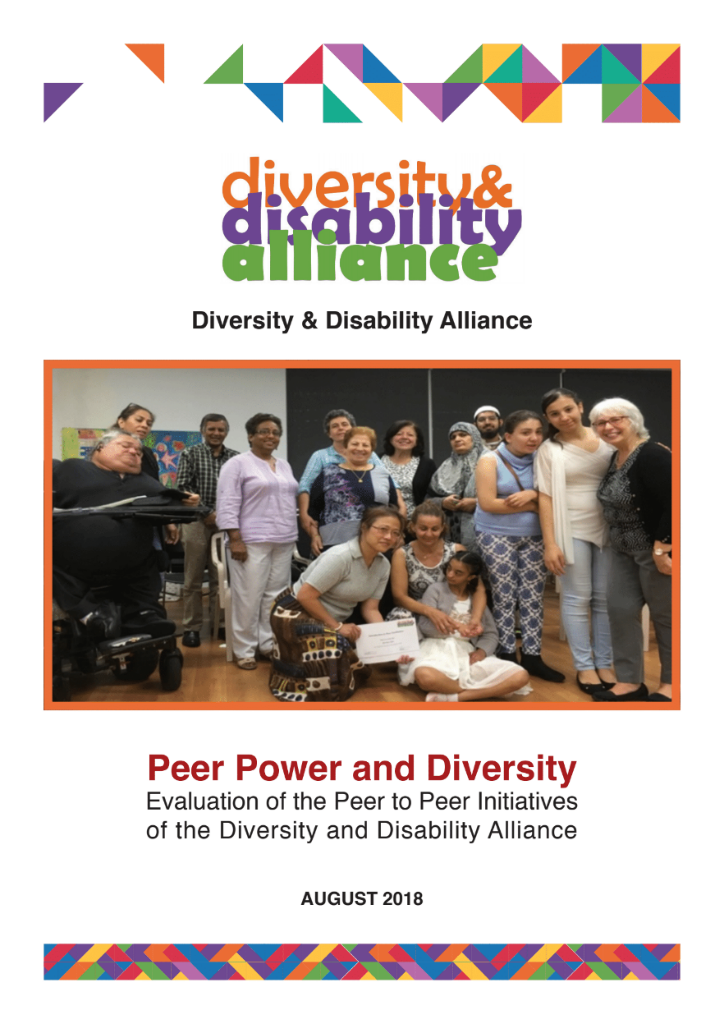 diversity&
disability
alliance
Diversity & Disability Alliance
Peer Power and Diversity
Evaluation of the Peer to Peer Initiatives
of the Diversity and Disability Alliance
AUGUST 2018